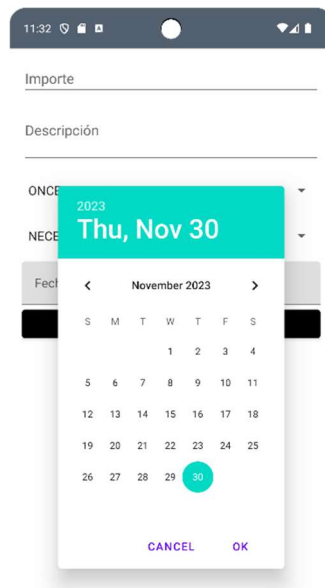 11:32
Importe
Descripción
ONCE
2023
Thu, Nov 30
NECE
Fech
November 2023
S M T W T F S
1 2 3 4
5 6 7 8 9 10 11
12 13 14 15 16 17 18
19 20 21 22 23 24 25
26 27 28 29 30
CANCEL OK